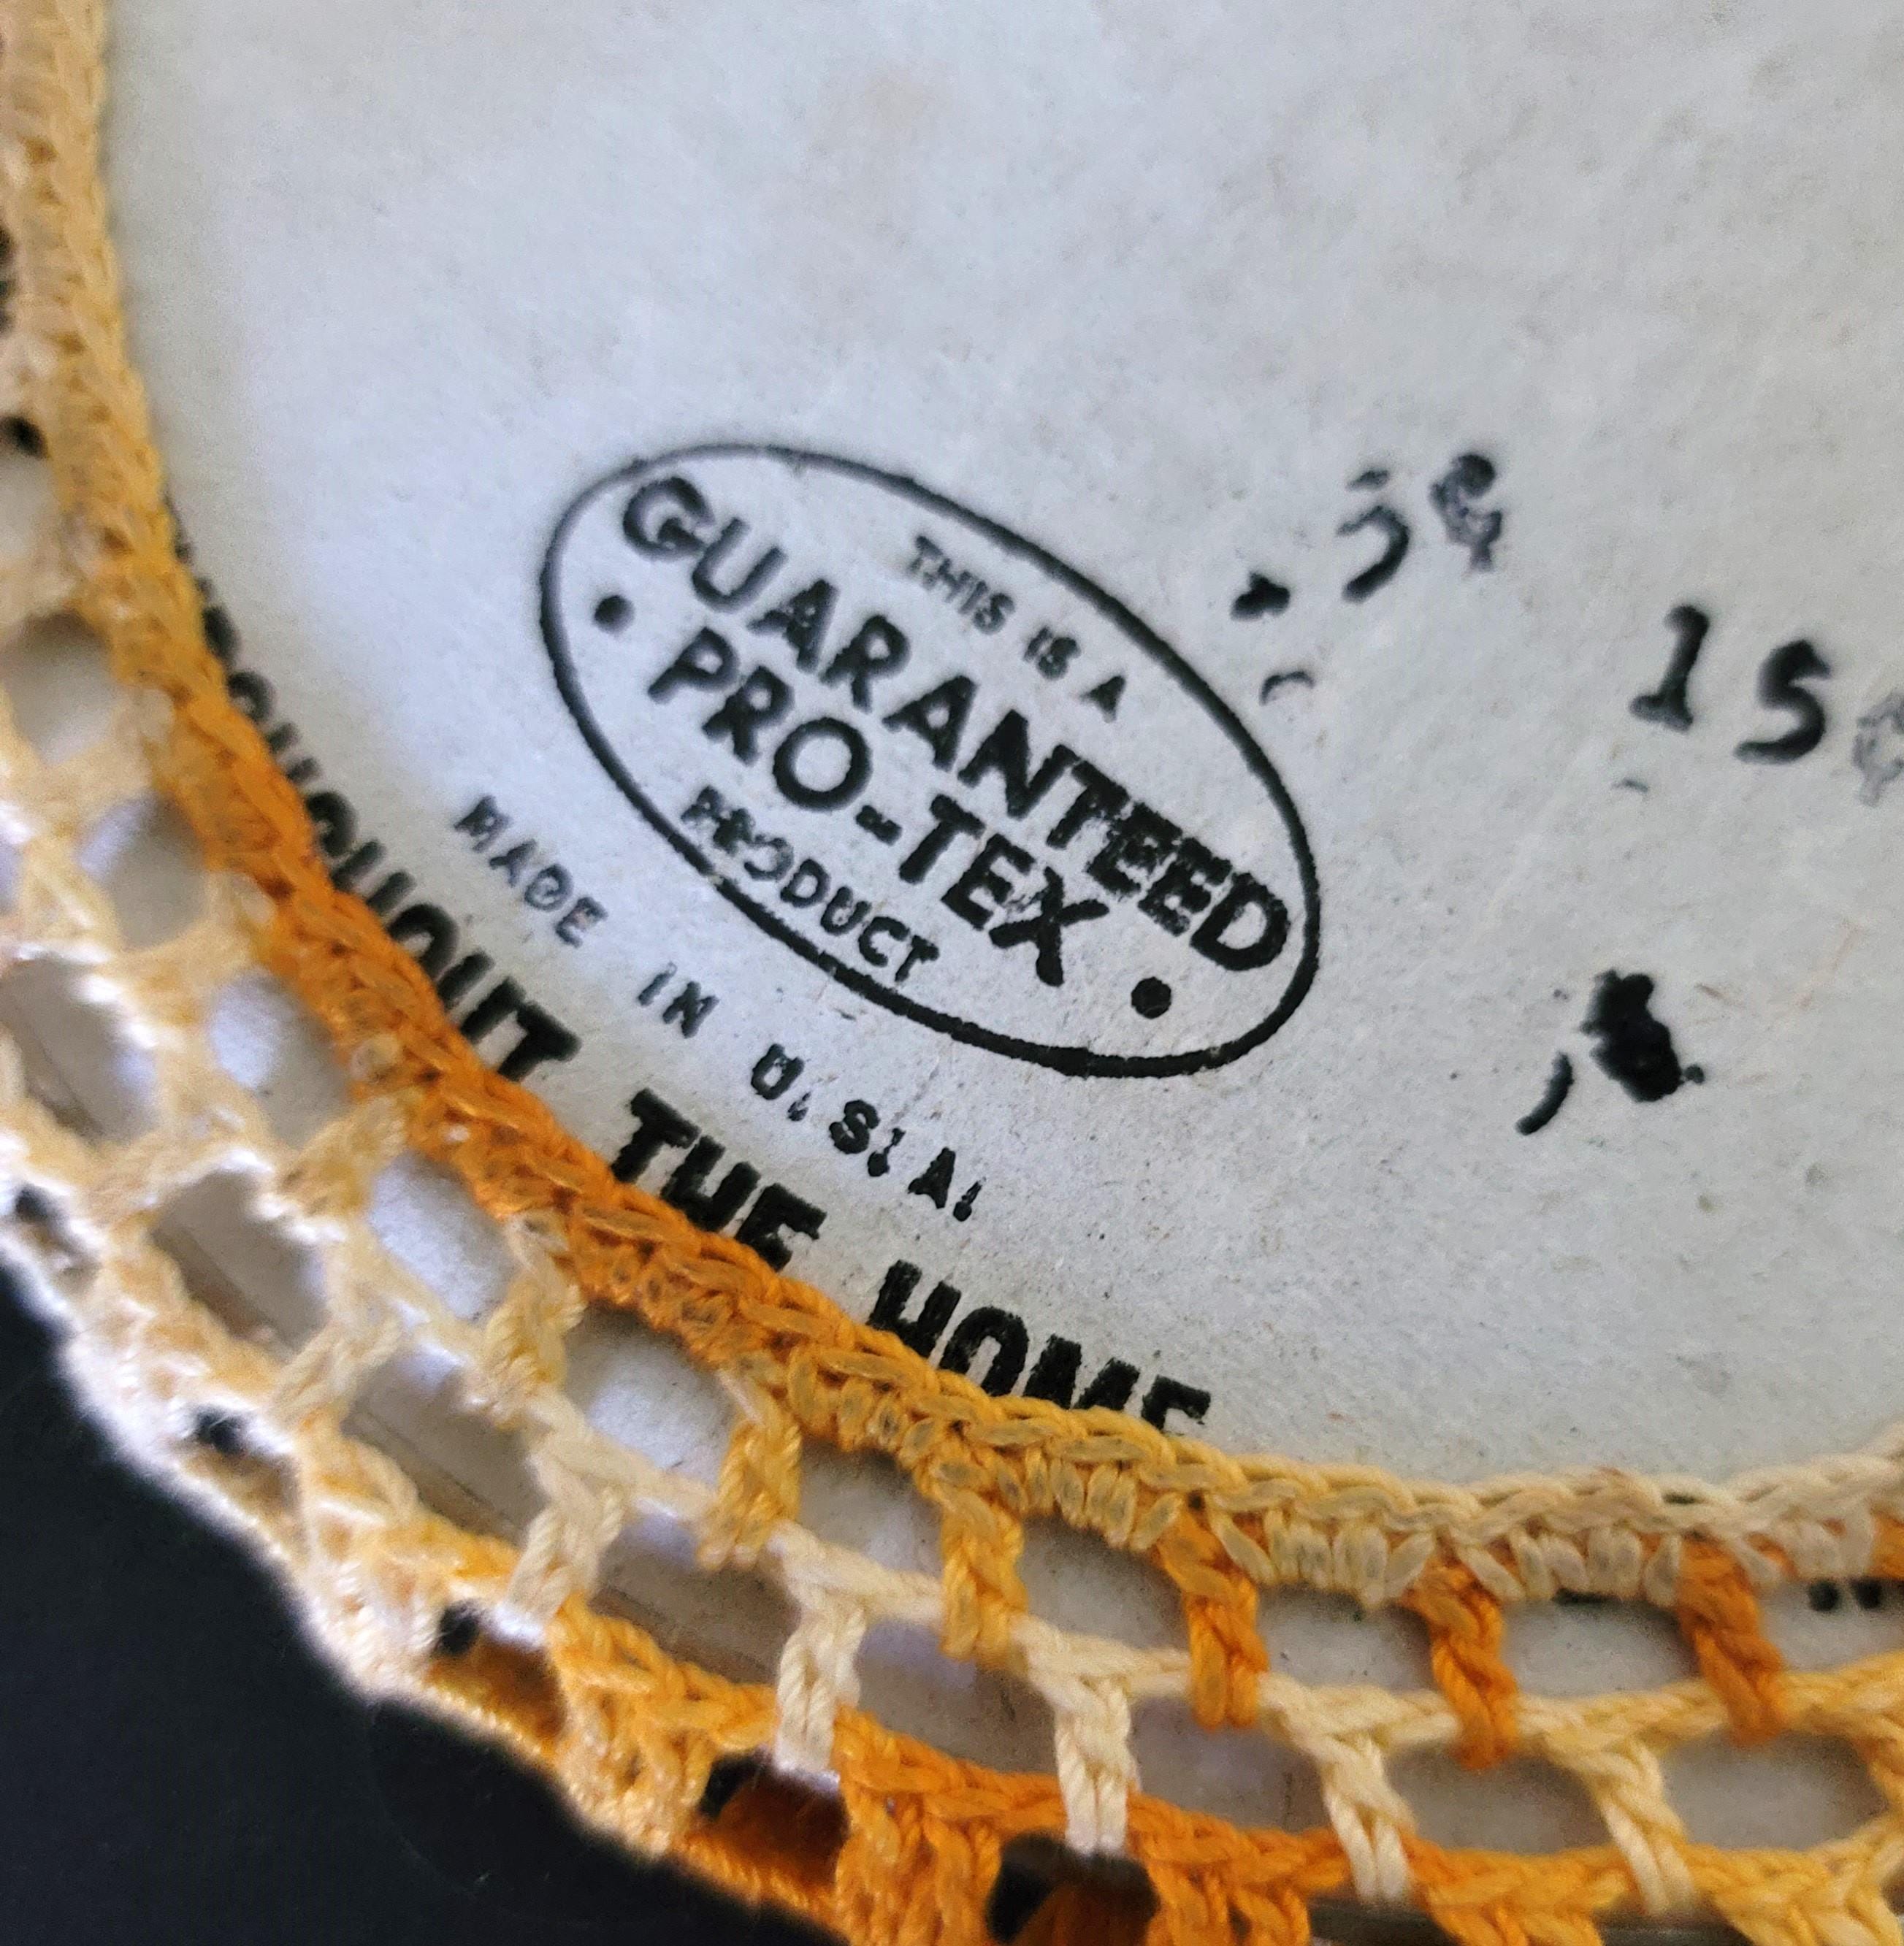 THIS IS A
GUARANTEED
PRO-TEX
PRODUCT
MADE IN U.S.A.
THE HOME
15